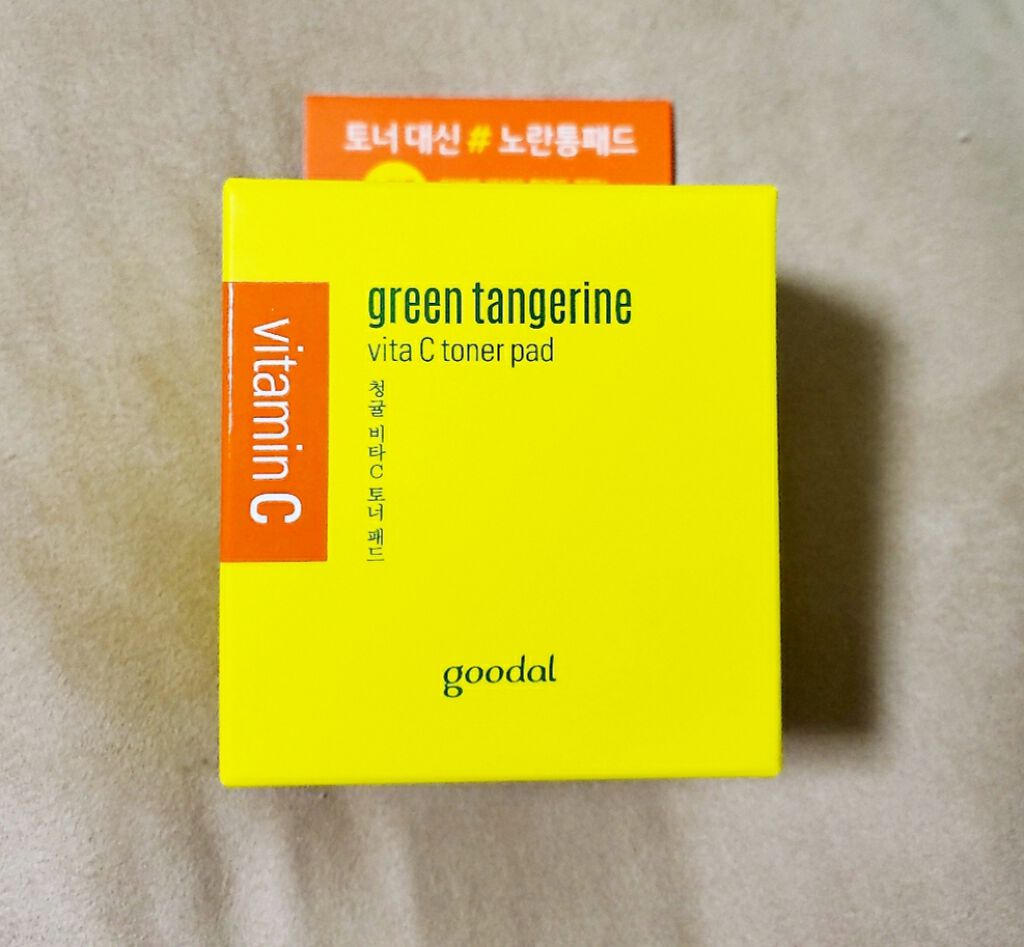 토너 대신 # 노란통패드
green tangerine
vita C toner pad
청귤 비타C 토너 패드
vitamin C
goodal